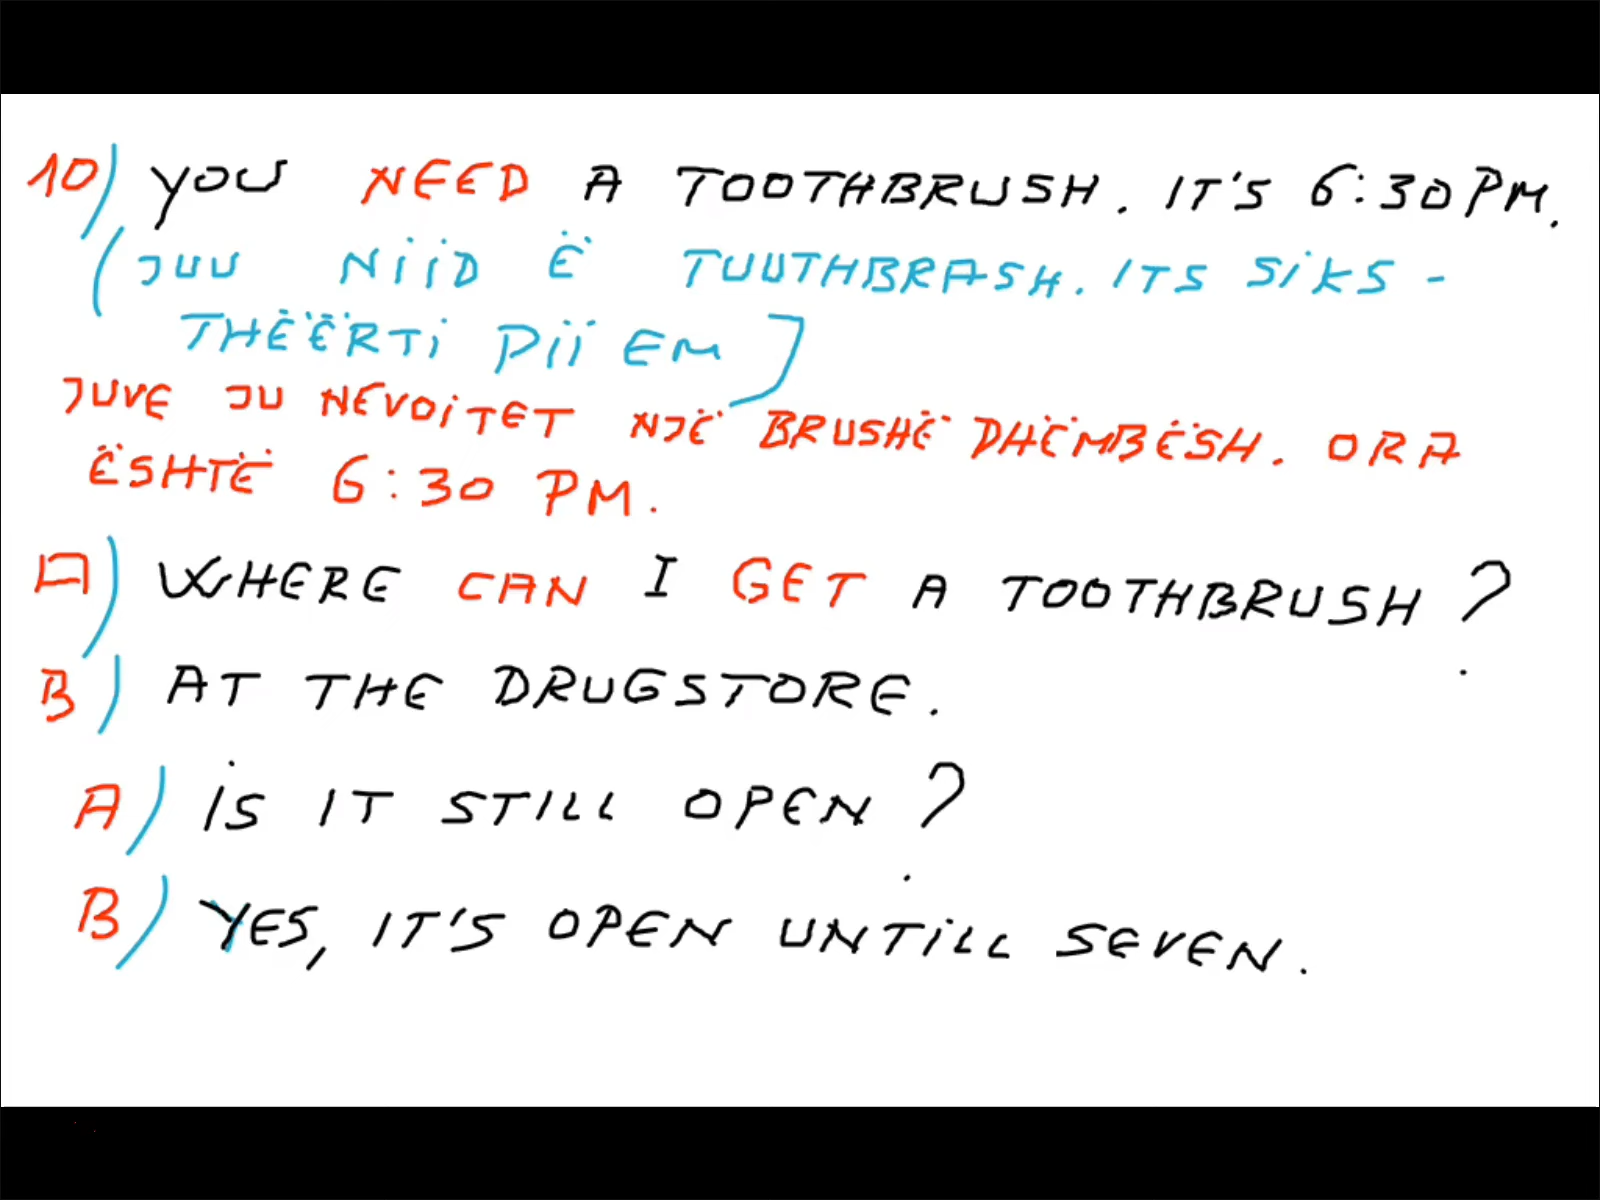 10) YOU NEED A TOOTHBRUSH. IT'S 6:30 PM.
(JUU NIID Ë TUUTHBRASH. ITS SIKS -
THËËRTI PII EM]
JUVE JU NEVOITET NJË BRUSHË DHËMBËSH. ORA
ËSHTË 6:30 PM.
A) WHERE CAN I GET A TOOTHBRUSH?
B) AT THE DRUGSTORE.
A) IS IT STILL OPEN?
B) YES, IT'S OPEN UNTILL SEVEN.